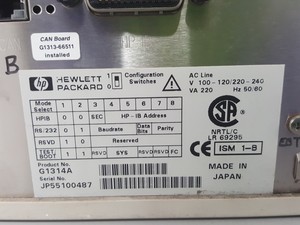 CAN Board
G1313-66511
installed
B
hp HEWLETT PACKARD
1 0
Configuration Switches
AC Line
V 100-120/220-240
VA 220 Hz 50/60
Mode Select 1 2 3 4 5 6 7 8
HPIB 0 0 SEC HP-IB Address
RS-232 0 1 Baudrate Data Bits Parity
RSVD 1 0 RESERVED
TEST/BOOT 1 1 RSVD SYS RSVD RSVD FC
Product No.
G1314A
Serial No.
JP55100487
SA
NRTL/C
LR 69295
CE ISM 1-B
MADE IN
JAPAN